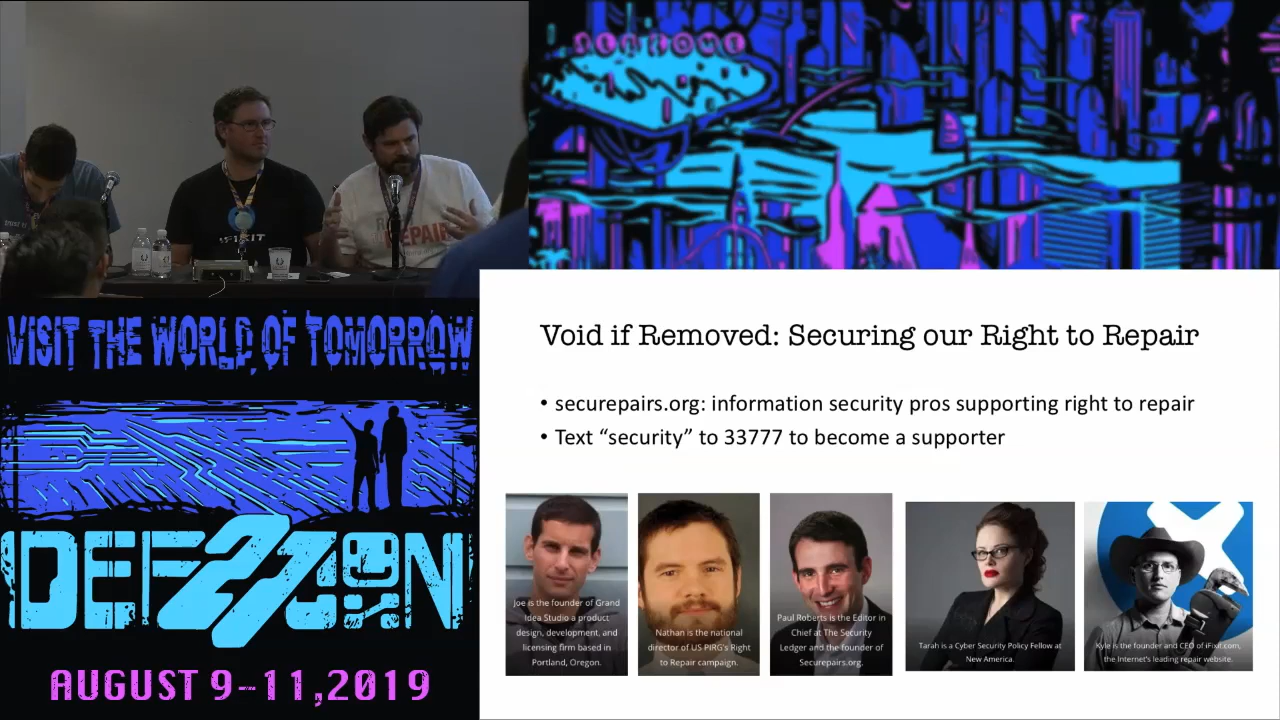 WELCOME
IFIXIT
REPAIR
VISIT THE WORLD OF TOMORROW
DEF CON
AUGUST 9-11,2019
Void if Removed: Securing our Right to Repair
• securepairs.org: information security pros supporting right to repair
• Text “security” to 33777 to become a supporter
Joe is the founder of Grand
Idea Studio a product
design, development, and
licensing firm based in
Portland, Oregon.
Nathan is the national
director of US PIRG's Right
to Repair campaign.
Paul Roberts is the Editor in
Chief at The Security
Ledger and the founder of
Securepairs.org.
Tarah is a Cyber Security Policy Fellow at
New America.
Kyle is the founder and CEO of iFixit.com,
the Internet's leading repair website.